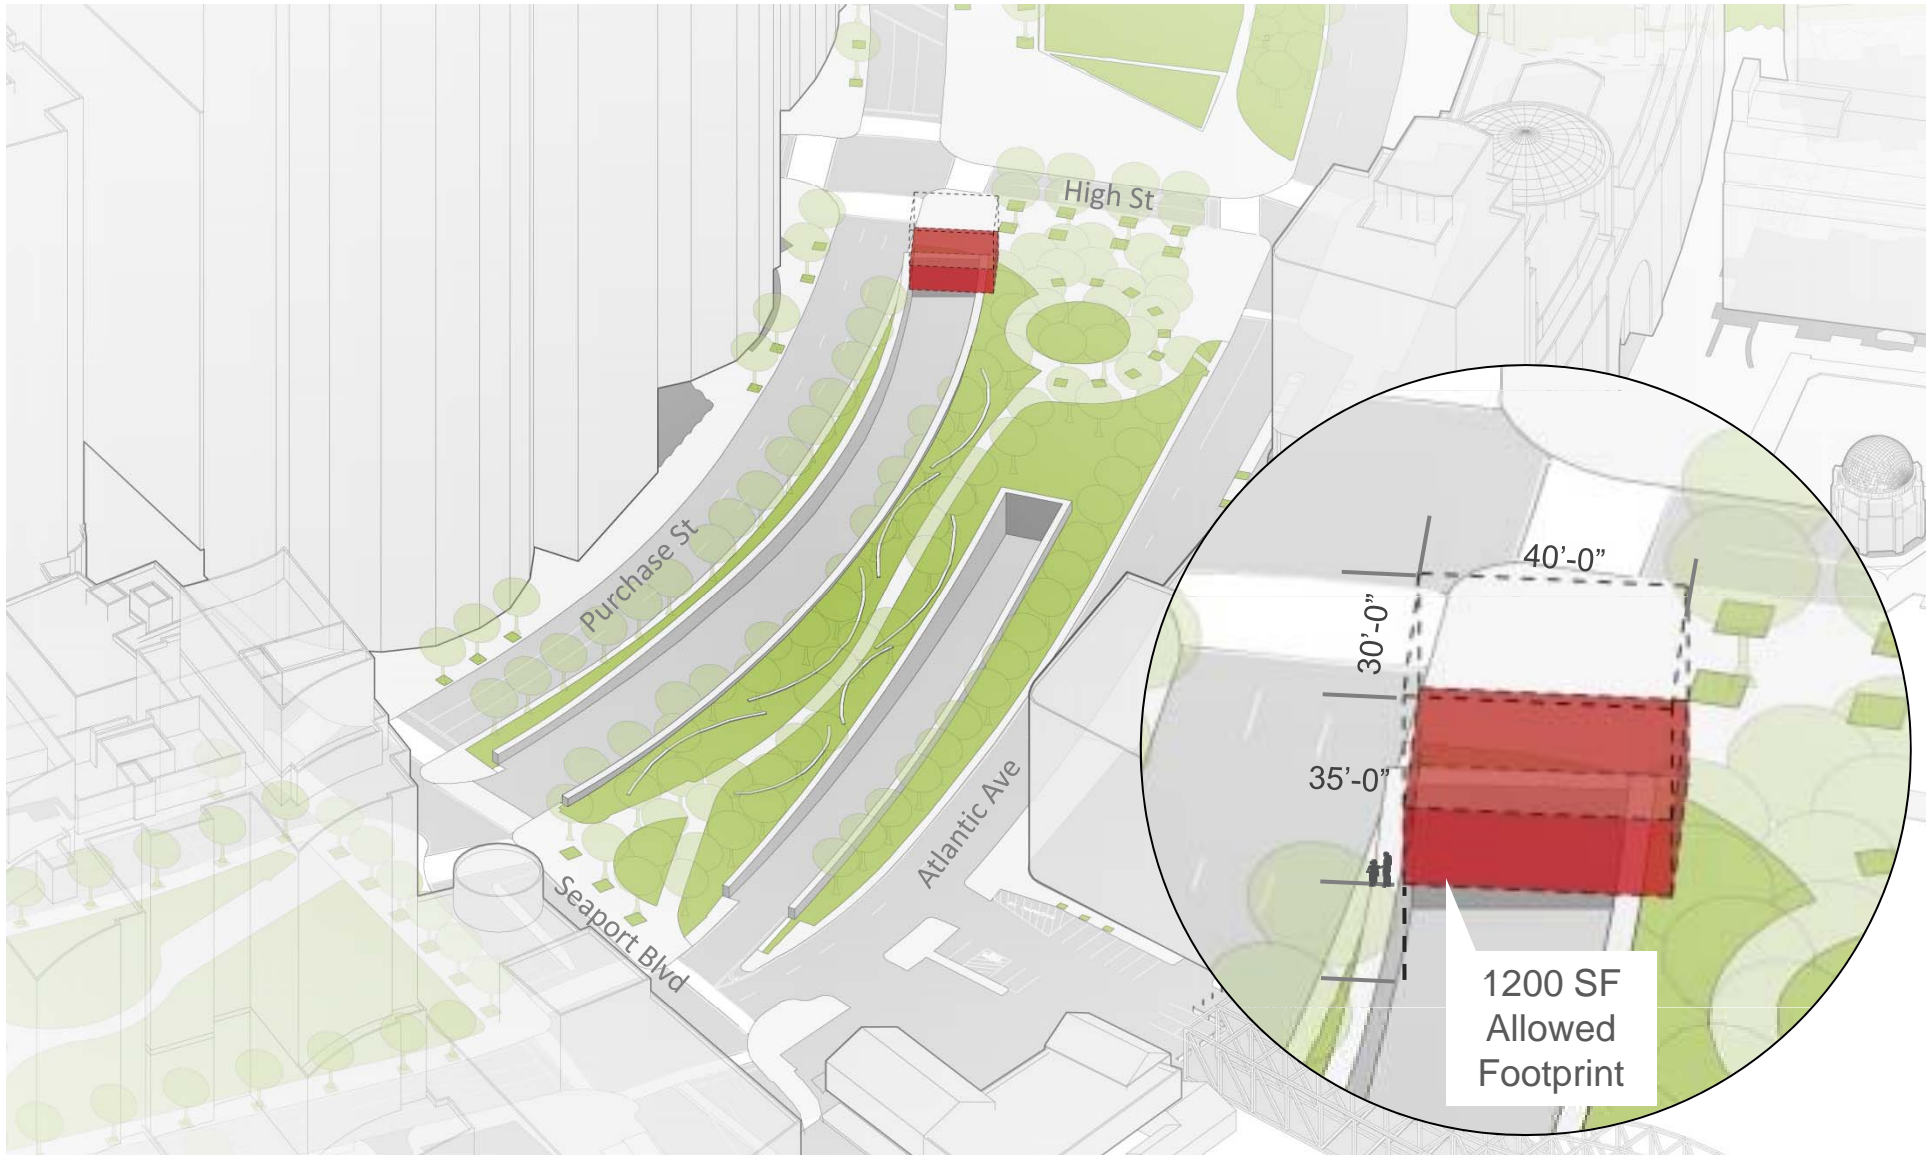 High St
Purchase St
Atlantic Ave
Seaport Blvd
40’-0”
30’-0”
35’-0”
1200 SF
Allowed
Footprint